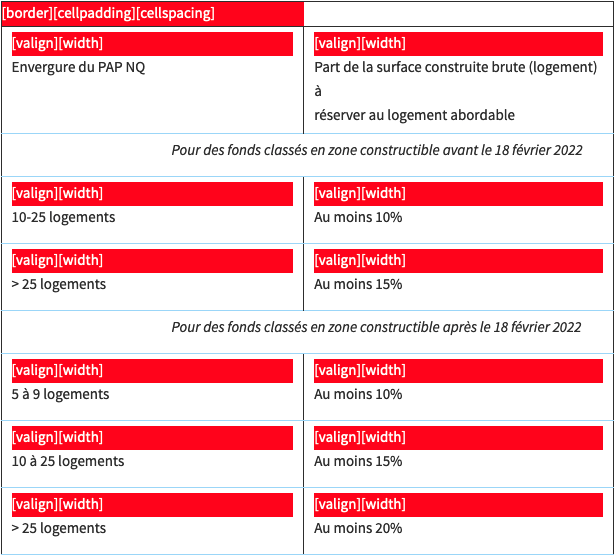 [border][cellpadding][cellspacing]
[valign][width]
Envergure du PAP NQ
[valign][width]
Part de la surface construite brute (logement)
à
réserver au logement abordable
Pour des fonds classés en zone constructible avant le 18 février 2022
[valign][width]
10-25 logements
[valign][width]
Au moins 10%
[valign][width]
> 25 logements
[valign][width]
Au moins 15%
Pour des fonds classés en zone constructible après le 18 février 2022
[valign][width]
5 à 9 logements
[valign][width]
Au moins 10%
[valign][width]
10 à 25 logements
[valign][width]
Au moins 15%
[valign][width]
> 25 logements
[valign][width]
Au moins 20%